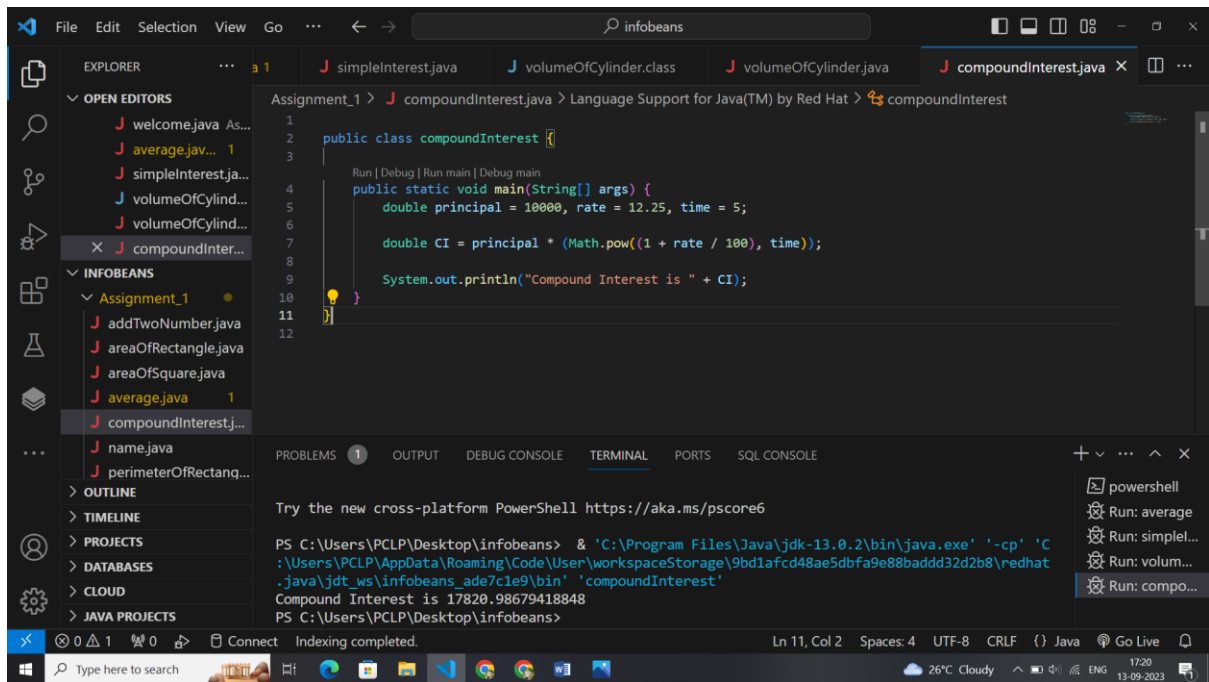 File Edit Selection View Go ··· infobeans
EXPLORER ···
a 1 simpleInterest.java volumeOfCylinder.class volumeOfCylinder.java compoundInterest.java
OPEN EDITORS
welcome.java As...
average.jav... 1
simpleInterest.ja...
volumeOfCylind...
volumeOfCylind...
compoundInter...
INFOBEANS
Assignment_1
addTwoNumber.java
areaOfRectangle.java
areaOfSquare.java
average.java 1
compoundInterest.j...
name.java
perimeterOfRectang...
OUTLINE
TIMELINE
PROJECTS
DATABASES
CLOUD
JAVA PROJECTS
Assignment_1 > compoundInterest.java > Language Support for Java(TM) by Red Hat > compoundInterest
1
2 public class compoundInterest {
3
Run | Debug | Run main | Debug main
4 public static void main(String[] args) {
5 double principal = 10000, rate = 12.25, time = 5;
6
7 double CI = principal * (Math.pow((1 + rate / 100), time));
8
9 System.out.println("Compound Interest is " + CI);
10 }
11 }
12
PROBLEMS 1 OUTPUT DEBUG CONSOLE TERMINAL PORTS SQL CONSOLE
Try the new cross-platform PowerShell https://aka.ms/pscore6
PS C:\Users\PCLP\Desktop\infobeans> & 'C:\Program Files\Java\jdk-13.0.2\bin\java.exe' '-cp' 'C
:\Users\PCLP\AppData\Roaming\Code\User\workspaceStorage\9bd1afcd48ae5dbfa9e88baddd32d2b8\redhat
.java\jdt_ws\infobeans_ade7c1e9\bin' 'compoundInterest'
Compound Interest is 17820.98679418848
PS C:\Users\PCLP\Desktop\infobeans>
powershell
Run: average
Run: simpleI...
Run: volum...
Run: compo...
0 1 0 Connect Indexing completed. Ln 11, Col 2 Spaces: 4 UTF-8 CRLF {} Java Go Live
Type here to search 26°C Cloudy ENG 17:20
13-09-2023